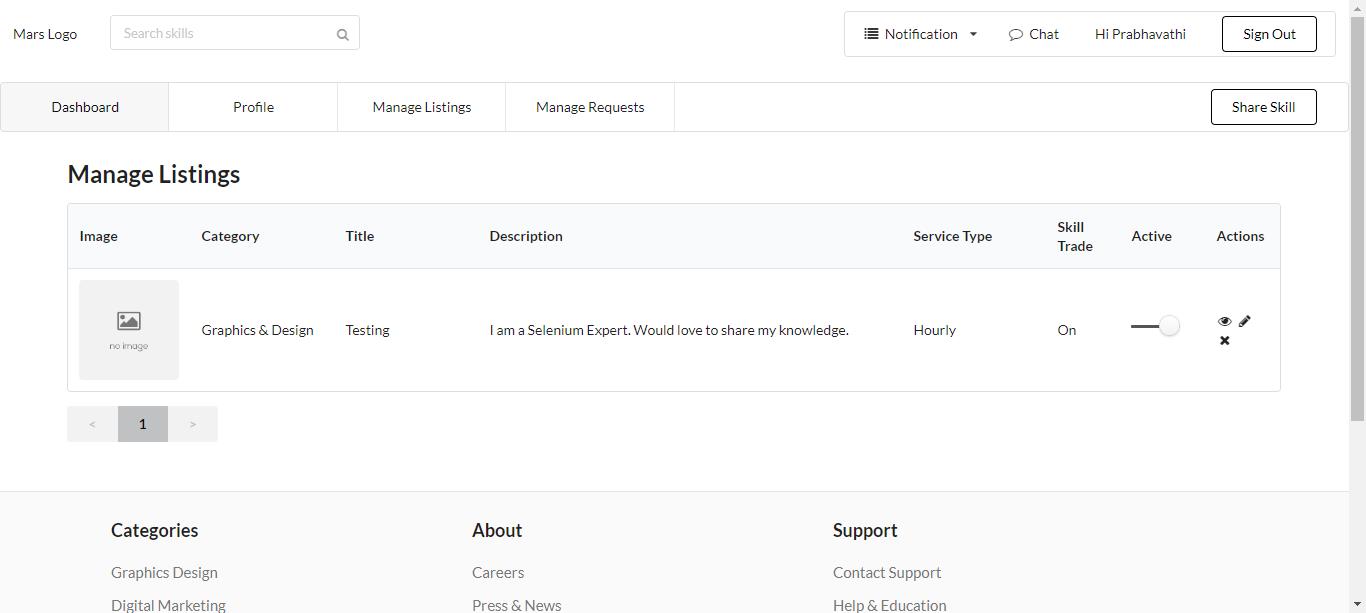 Mars Logo
Search skills
Notification
Chat
Hi Prabhavathi
Sign Out
Dashboard
Profile
Manage Listings
Manage Requests
Share Skill
Manage Listings
Image
Category
Title
Description
Service Type
Skill
Trade
Active
Actions
no image
Graphics & Design
Testing
I am a Selenium Expert. Would love to share my knowledge.
Hourly
On
<
1
>
Categories
About
Support
Graphics Design
Careers
Contact Support
Digital Marketing
Press & News
Help & Education